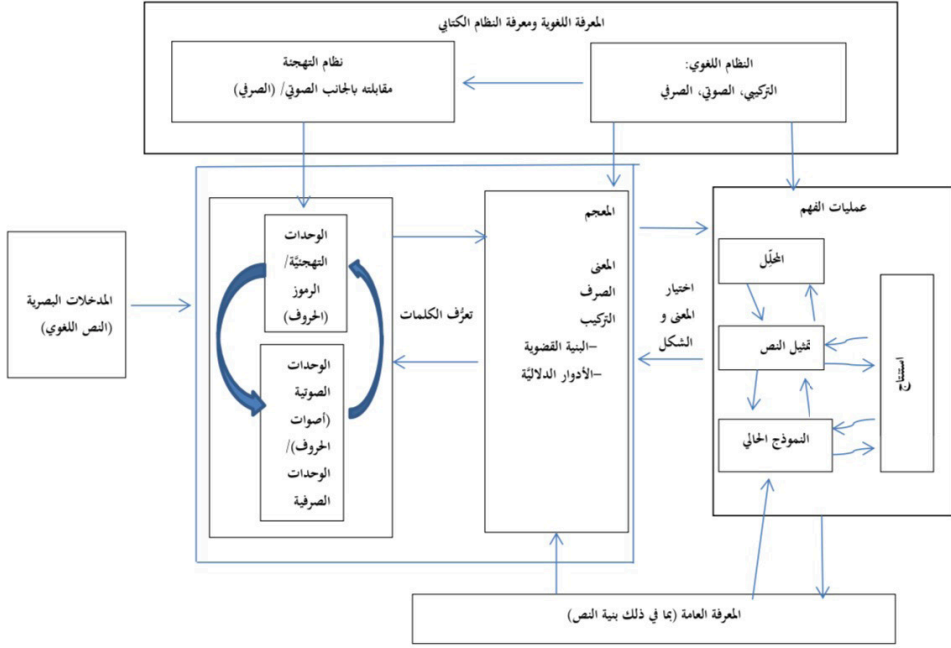 المعرفة اللغوية ومعرفة النظام الكتابي
النظام اللغوي:
التركيبي، الصوتي، الصرفي
نظام التهجئة
مقابلته بالجانب الصوتي/ (الصرفي)
المدخلات البصرية
(النص اللغوي)
الوحدات
التهجئيَّة/
الرموز
(الحروف)
الوحدات
الصوتية
(أصوات
الحروف)/
الوحدات
الصرفية
تعرُّف الكلمات
المعجم
المعنى
الصرف
التركيب
–البنية القضوية
–الأدوار الدلاليَّة
اختيار
المعنى و
الشكل
عمليات الفهم
المحلِّل
تمثيل النص
النموذج الحالي
استنتاج
المعرفة العامة (بما في ذلك بنية النص)